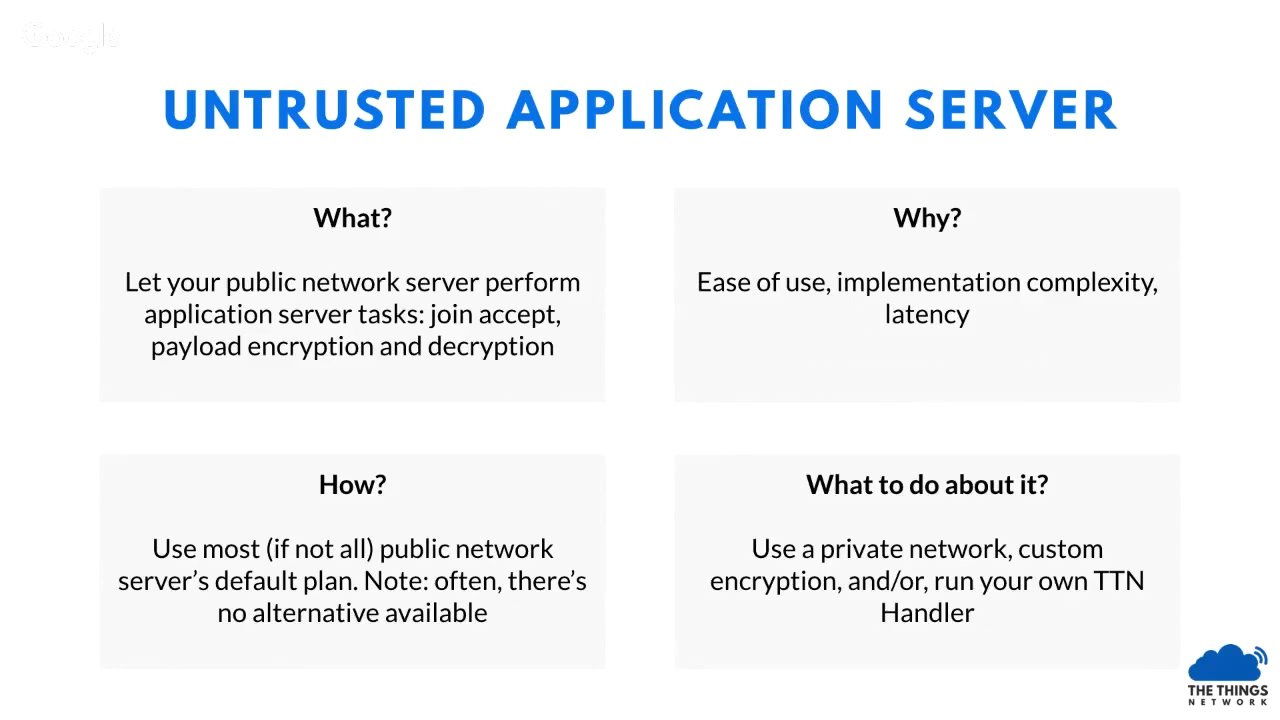 Google
UNTRUSTED APPLICATION SERVER
What?
Let your public network server perform
application server tasks: join accept,
payload encryption and decryption
Why?
Ease of use, implementation complexity,
latency
How?
Use most (if not all) public network
server’s default plan. Note: often, there’s
no alternative available
What to do about it?
Use a private network, custom
encryption, and/or, run your own TTN
Handler
THE THINGS
NETWORK